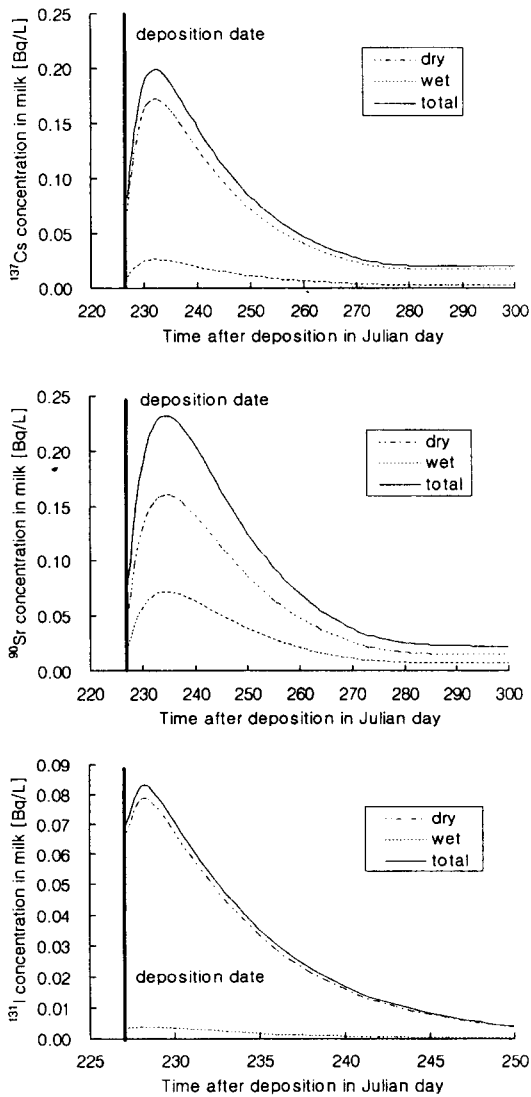 deposition date
dry
wet
total
0.25
0.20
0.15
0.10
0.05
0.00
¹³⁷Cs concentration in milk [Bq/L]
220 230 240 250 260 270 280 290 300
Time after deposition in Julian day
deposition date
dry
wet
total
0.25
0.20
0.15
0.10
0.05
0.00
⁹⁰Sr concentration in milk [Bq/L]
220 230 240 250 260 270 280 290 300
Time after deposition in Julian day
dry
wet
total
0.09
0.08
0.07
0.06
0.05
0.04
0.03
0.02
0.01
0.00
¹³¹I concentration in milk [Bq/L]
deposition date
225 230 235 240 245 250
Time after deposition in Julian day